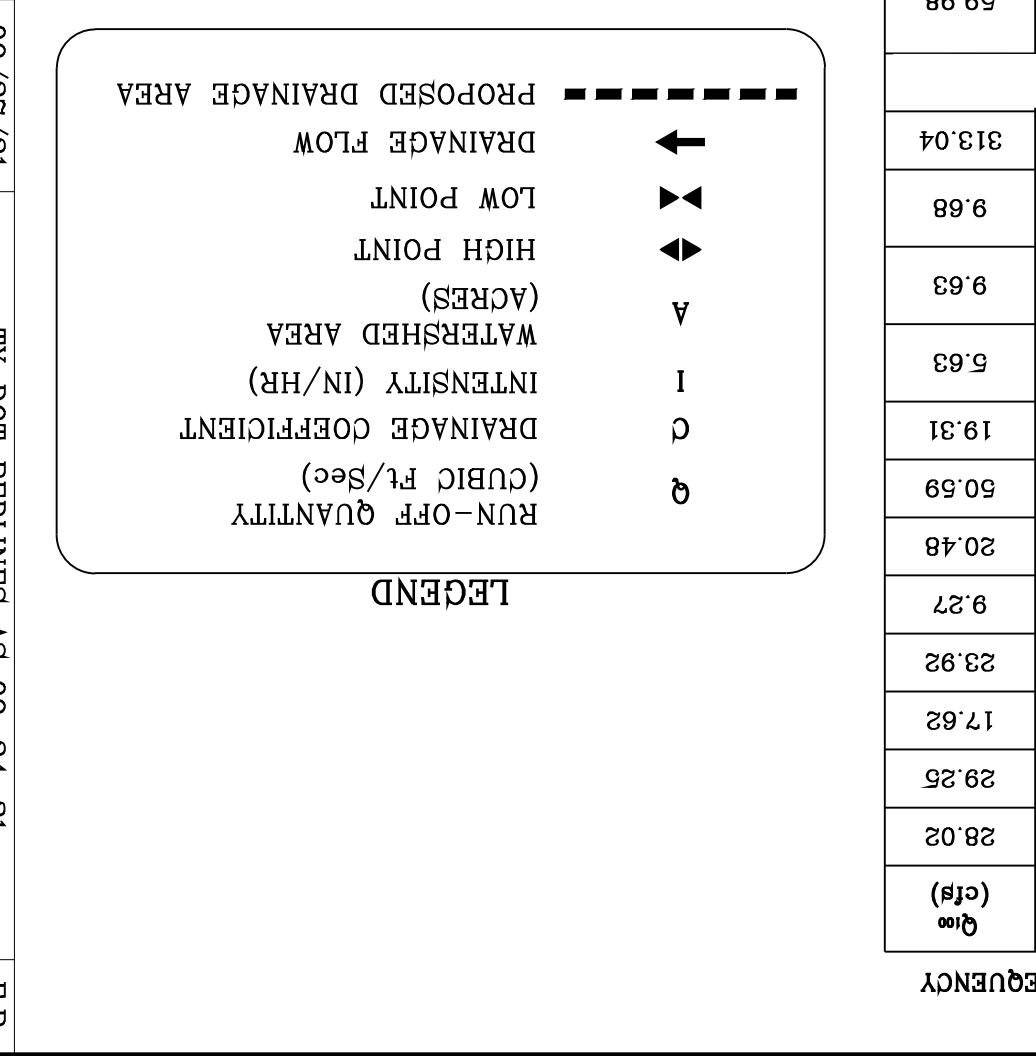 EQUENCY
Q100
(cfs)
28.02
29.25
17.62
23.92
9.27
20.48
50.59
19.31
5.63
9.63
9.68
313.04
LEGEND
Q RUN-OFF QUANTITY
(CUBIC Ft/Sec)
C DRAINAGE COEFFICIENT
I INTENSITY (IN/HR)
A WATERSHED AREA
(ACRES)
HIGH POINT
LOW POINT
DRAINAGE FLOW
PROPOSED DRAINAGE AREA